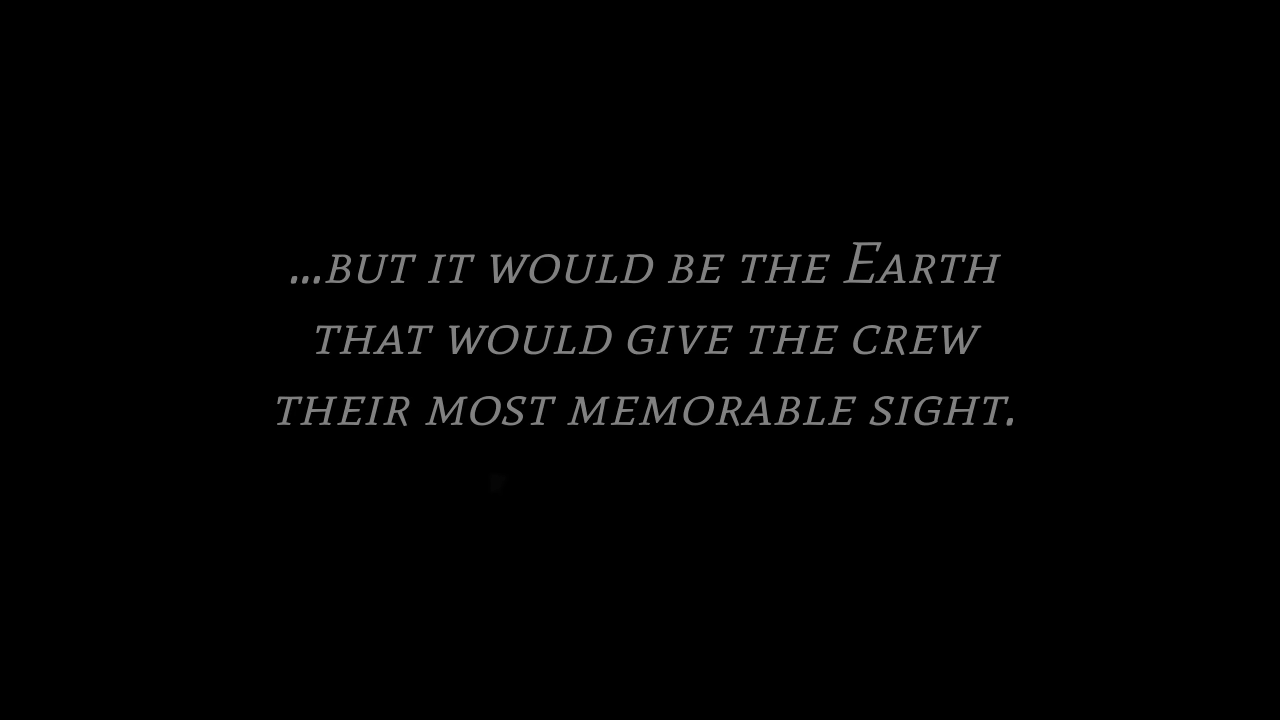 ...but it would be the Earth
that would give the crew
their most memorable sight.